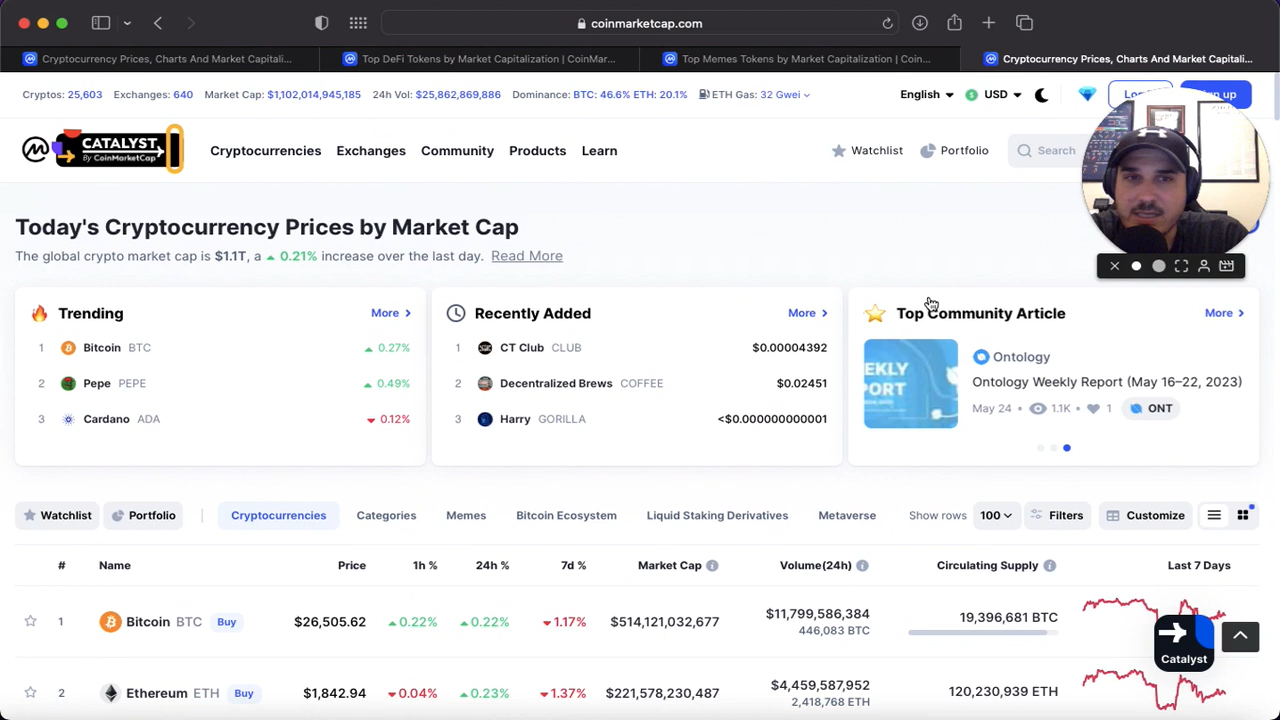 coinmarketcap.com
Cryptocurrency Prices, Charts And Market Capitali...
Top DeFi Tokens by Market Capitalization | CoinMar...
Top Memes Tokens by Market Capitalization | Coin...
Cryptocurrency Prices, Charts And Market Capitali...
Cryptos: 25,603 Exchanges: 640 Market Cap: $1,102,014,945,185 24h Vol: $25,862,869,886 Dominance: BTC: 46.6% ETH: 20.1% ETH Gas: 32 Gwei English USD up
CATALYST
By CoinMarketCap
Cryptocurrencies Exchanges Community Products Learn Watchlist Portfolio Search
Today's Cryptocurrency Prices by Market Cap
The global crypto market cap is $1.1T, a 0.21% increase over the last day. Read More
Trending More
1 Bitcoin BTC 0.27%
2 Pepe PEPE 0.49%
3 Cardano ADA 0.12%
Recently Added More
1 CT Club CLUB $0.00004392
2 Decentralized Brews COFFEE $0.02451
3 Harry GORILLA <$0.000000000001
Top Community Article More
EKLY
PORT
Ontology
Ontology Weekly Report (May 16–22, 2023)
May 24 • 1.1K • 1 ONT
Watchlist Portfolio Cryptocurrencies Categories Memes Bitcoin Ecosystem Liquid Staking Derivatives Metaverse Show rows 100 Filters Customize
# Name Price 1h % 24h % 7d % Market Cap Volume(24h) Circulating Supply Last 7 Days
1 Bitcoin BTC Buy $26,505.62 0.22% 0.22% 1.17% $514,121,032,677 $11,799,586,384 19,396,681 BTC
446,083 BTC
2 Ethereum ETH Buy $1,842.94 0.04% 0.23% 1.37% $221,578,230,487 $4,459,587,952 120,230,939 ETH
2,418,768 ETH
Catalyst